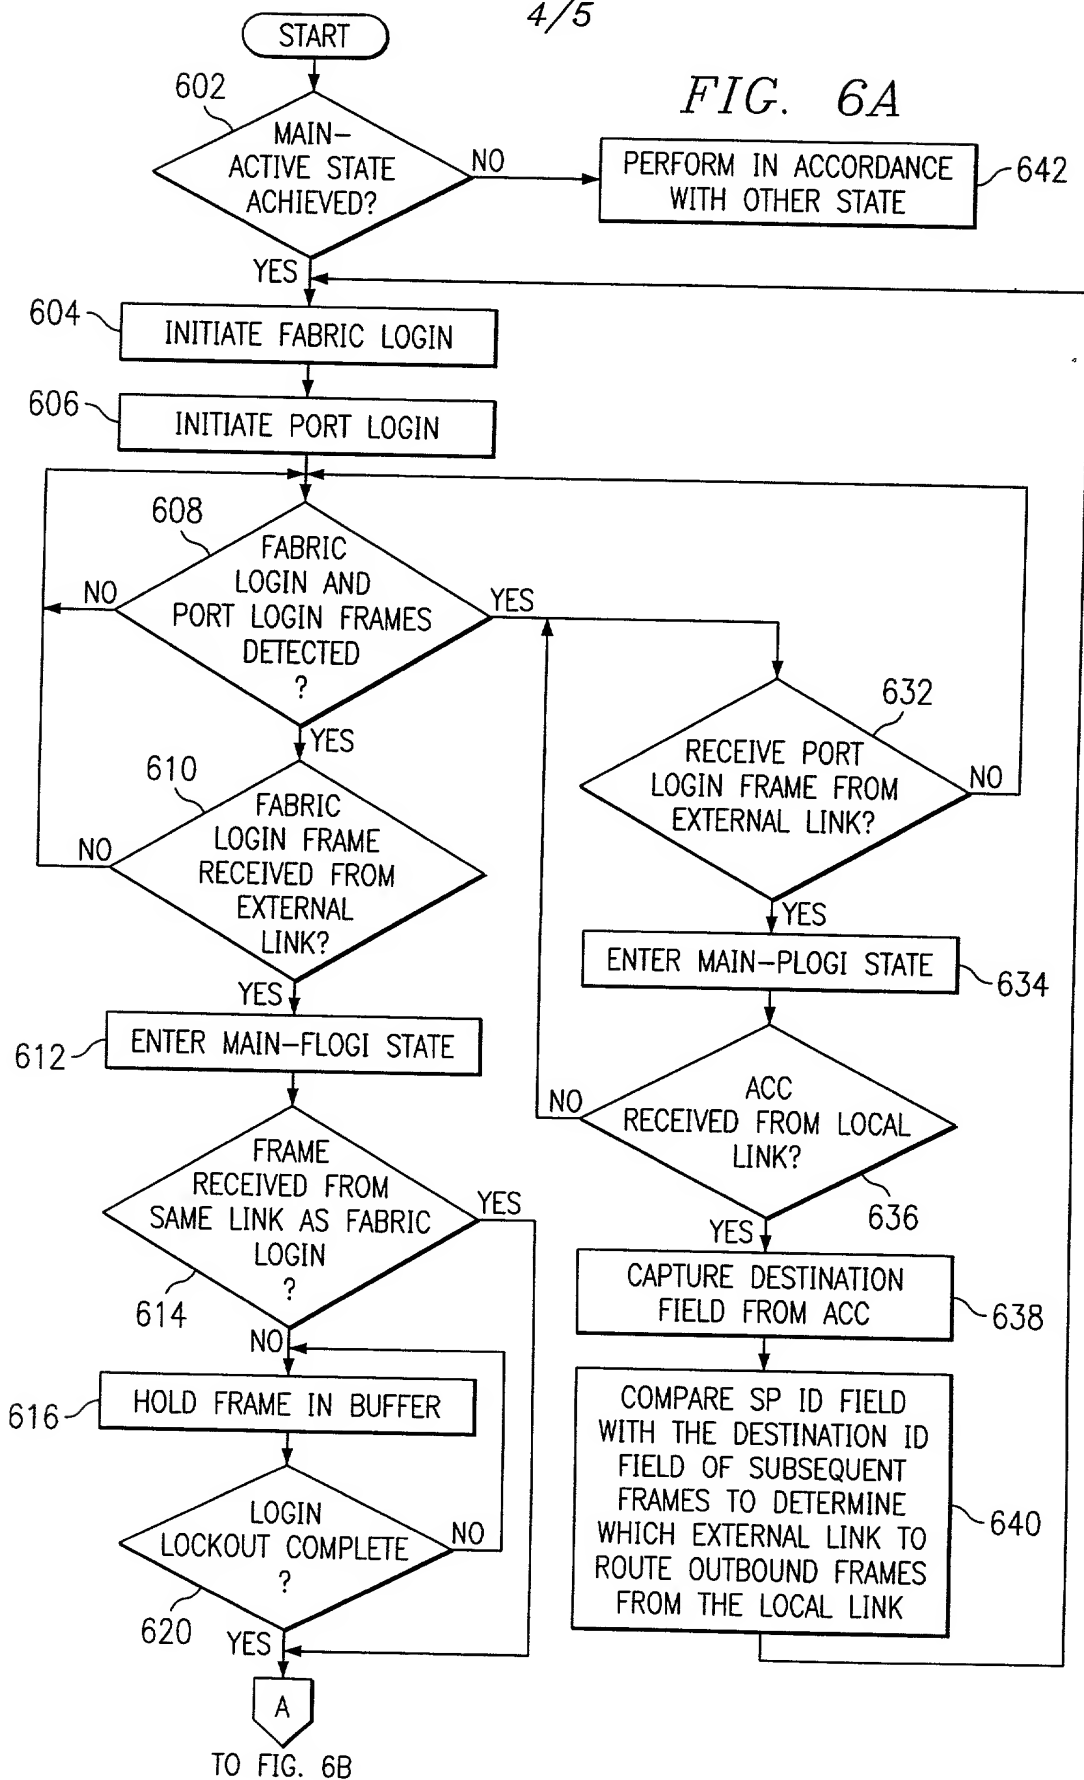 4/5
START
FIG. 6A
602
MAIN-
ACTIVE STATE
ACHIEVED?
NO
PERFORM IN ACCORDANCE
WITH OTHER STATE
642
YES
604
INITIATE FABRIC LOGIN
606
INITIATE PORT LOGIN
608
FABRIC
LOGIN AND
PORT LOGIN FRAMES
DETECTED
?
NO
YES
YES
610
FABRIC
LOGIN FRAME
RECEIVED FROM
EXTERNAL
LINK?
NO
YES
632
RECEIVE PORT
LOGIN FRAME FROM
EXTERNAL LINK?
NO
YES
ENTER MAIN-PLOGI STATE
634
612
ENTER MAIN-FLOGI STATE
ACC
RECEIVED FROM LOCAL
LINK?
NO
636
YES
FRAME
RECEIVED FROM
SAME LINK AS FABRIC
LOGIN
?
YES
614
NO
CAPTURE DESTINATION
FIELD FROM ACC
638
616
HOLD FRAME IN BUFFER
COMPARE SP ID FIELD
WITH THE DESTINATION ID
FIELD OF SUBSEQUENT
FRAMES TO DETERMINE
WHICH EXTERNAL LINK TO
ROUTE OUTBOUND FRAMES
FROM THE LOCAL LINK
640
LOGIN
LOCKOUT COMPLETE
?
NO
620
YES
A
TO FIG. 6B